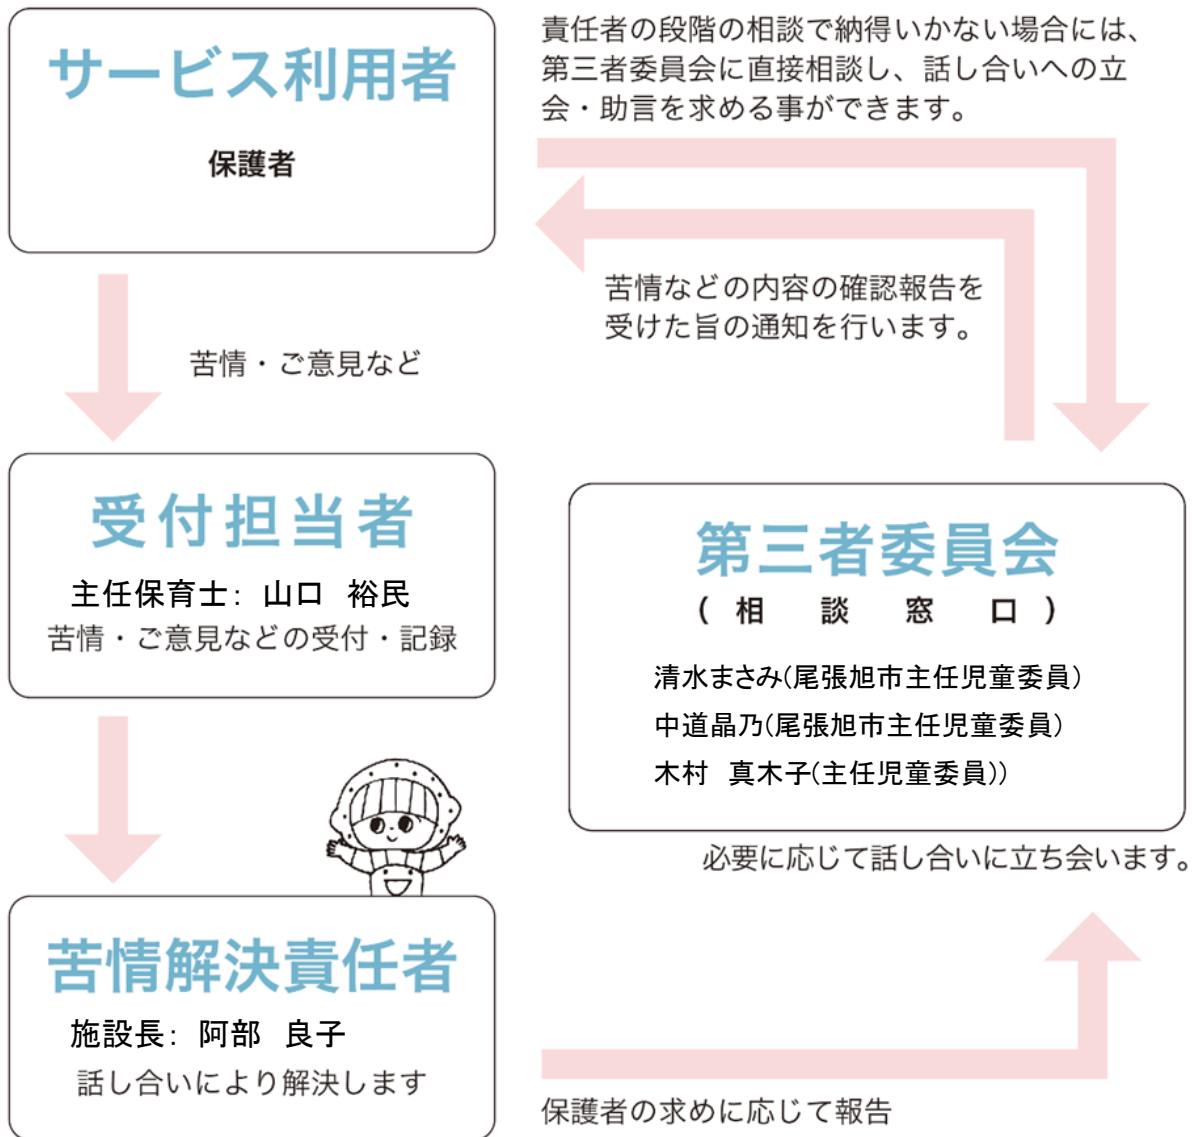 サービス利用者
保護者
責任者の段階の相談で納得いかない場合には、
第三者委員会に直接相談し、話し合いへの立
会・助言を求める事ができます。
苦情などの内容の確認報告を
受けた旨の通知を行います。
苦情・ご意見など
受付担当者
主任保育士： 山口　裕民
苦情・ご意見などの受付・記録
第三者委員会
(相談窓口)
清水まさみ(尾張旭市主任児童委員)
中道晶乃(尾張旭市主任児童委員)
木村　真木子(主任児童委員))
必要に応じて話し合いに立ち会います。
苦情解決責任者
施設長： 阿部　良子
話し合いにより解決します
保護者の求めに応じて報告